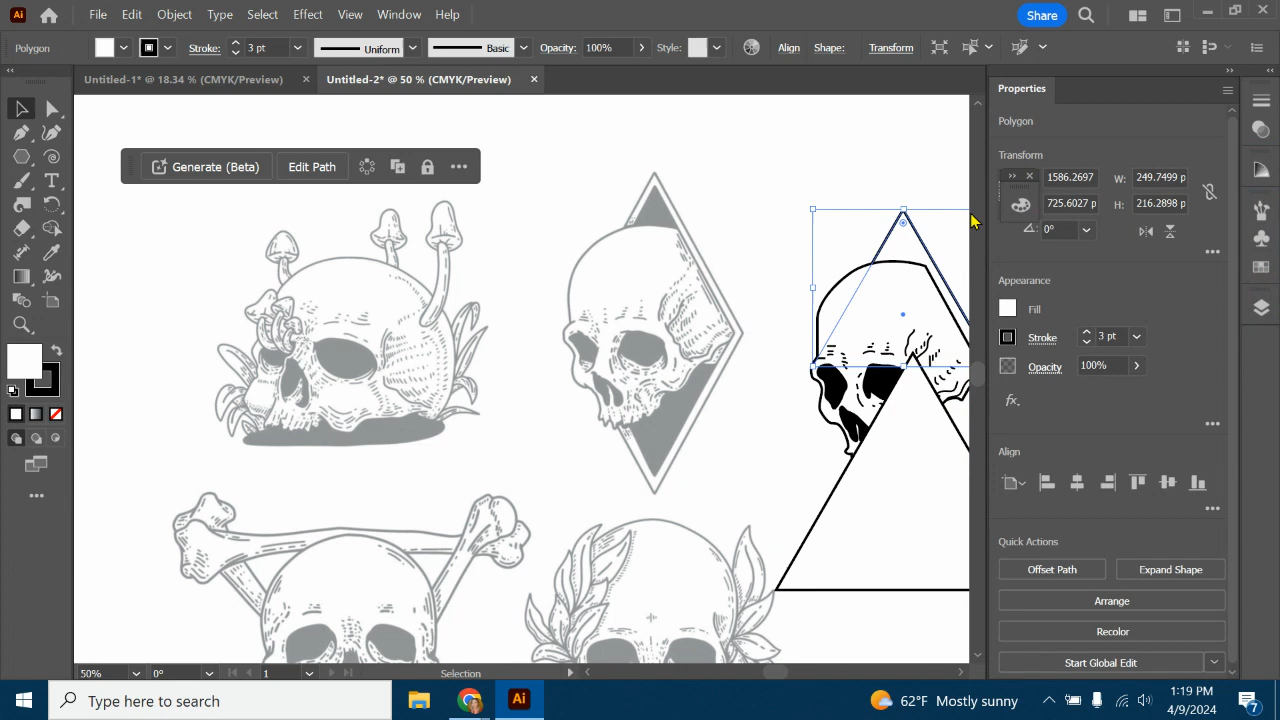 Ai File Edit Object Type Select Effect View Window Help Share
Polygon Stroke: 3 pt Uniform Basic Opacity: 100% Style: Align Shape: Transform
Untitled-1* @ 18.34 % (CMYK/Preview) Untitled-2* @ 50 % (CMYK/Preview)
Properties
Polygon
Transform
1586.2697 W: 249.7499 p
725.6027 p H: 216.2898 p
0°
Generate (Beta) Edit Path
Appearance
Fill
Stroke 3 pt
Opacity 100%
fx.
Align
Quick Actions
Offset Path Expand Shape
Arrange
Recolor
Start Global Edit
50% 0° 1 Selection
Type here to search Ai 62°F Mostly sunny 1:19 PM
4/9/2024 7